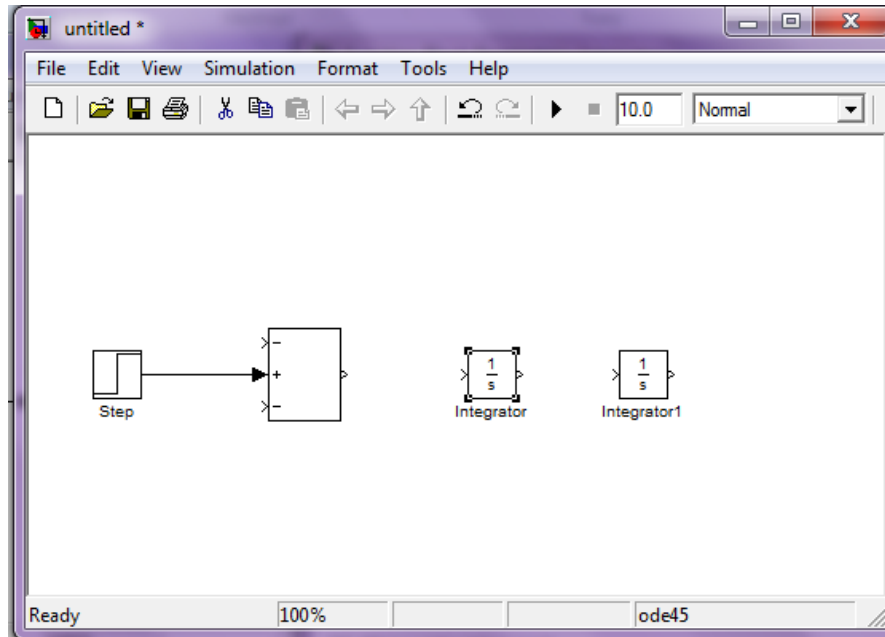 untitled *
File Edit View Simulation Format Tools Help
10.0 Normal
−
+
−
1
s
1
s
Step
Integrator
Integrator1
Ready 100% ode45